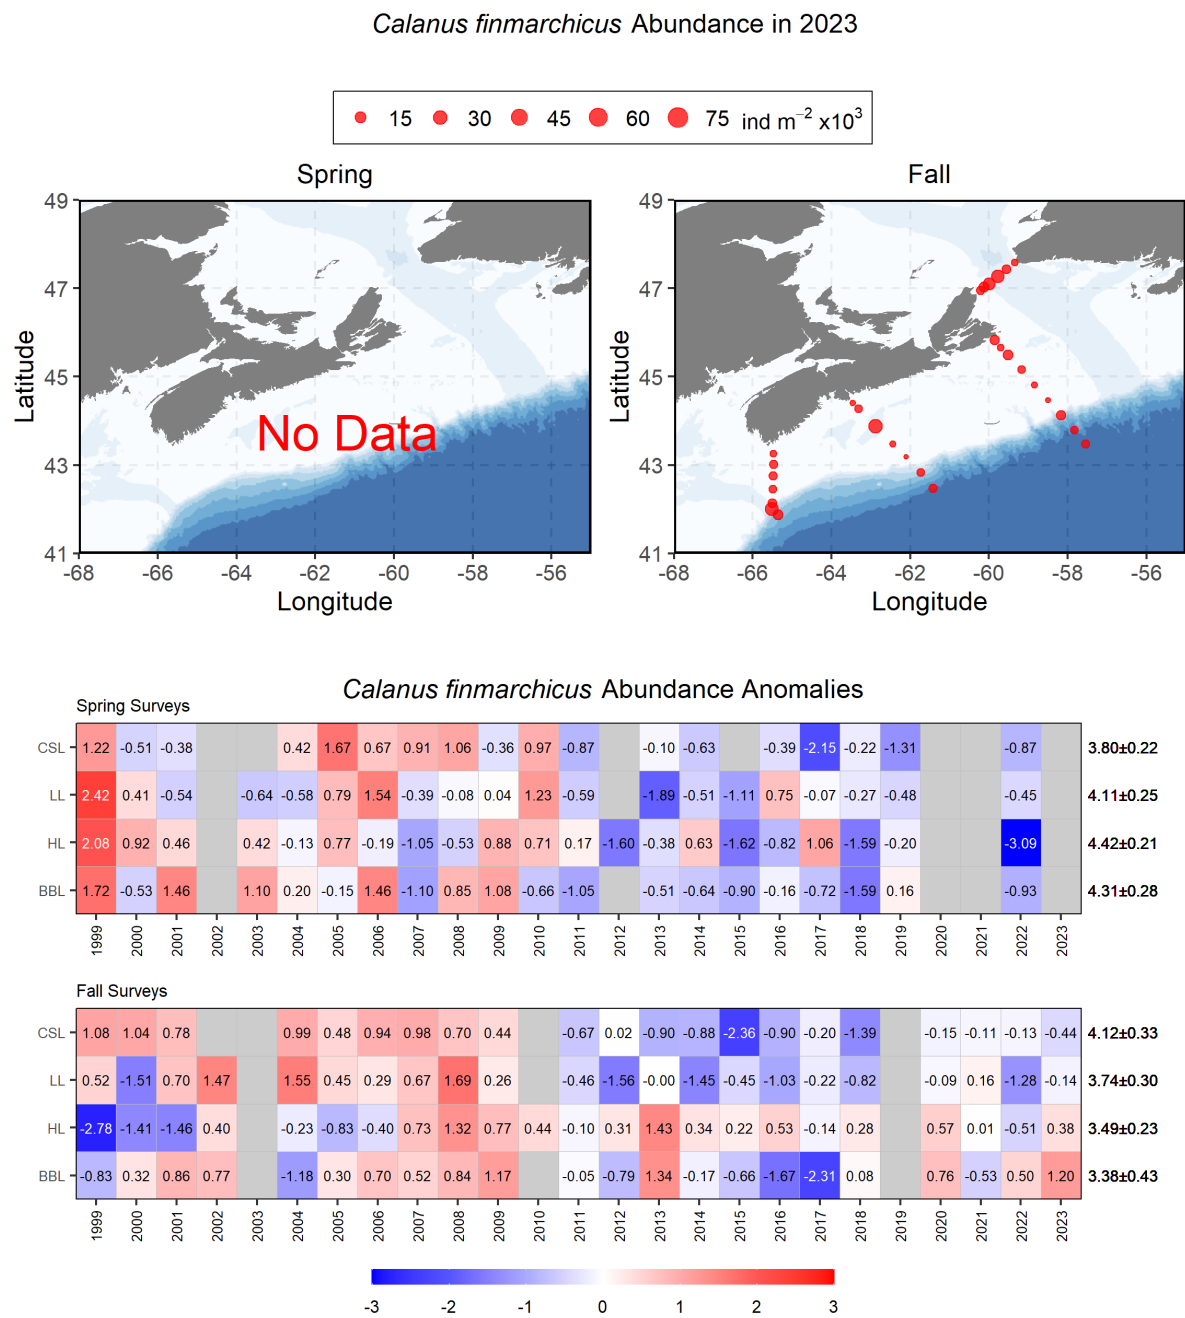 Calanus finmarchicus Abundance in 2023
15 30 45 60 75 ind m⁻² x10³
Spring
Fall
49
47
45
43
41
Latitude
No Data
-68 -66 -64 -62 -60 -58 -56
Longitude
49
47
45
43
41
Latitude
-68 -66 -64 -62 -60 -58 -56
Longitude
Calanus finmarchicus Abundance Anomalies
Spring Surveys
CSL 1.22 -0.51 -0.38 0.42 1.67 0.67 0.91 1.06 -0.36 0.97 -0.87 -0.10 -0.63 -0.39 -2.15 -0.22 -1.31 -0.87 3.80±0.22
LL 2.42 0.41 -0.54 -0.64 -0.58 0.79 1.54 -0.39 -0.08 0.04 1.23 -0.59 -1.89 -0.51 -1.11 0.75 -0.07 -0.27 -0.48 -0.45 4.11±0.25
HL 2.08 0.92 0.46 0.42 -0.13 0.77 -0.19 -1.05 -0.53 0.88 0.71 0.17 -1.60 -0.38 0.63 -1.62 -0.82 1.06 -1.59 -0.20 -3.09 4.42±0.21
BBL 1.72 -0.53 1.46 1.10 0.20 -0.15 1.46 -1.10 0.85 1.08 -0.66 -1.05 -0.51 -0.64 -0.90 -0.16 -0.72 -1.59 0.16 -0.93 4.31±0.28
1999 2000 2001 2002 2003 2004 2005 2006 2007 2008 2009 2010 2011 2012 2013 2014 2015 2016 2017 2018 2019 2020 2021 2022 2023
Fall Surveys
CSL 1.08 1.04 0.78 0.99 0.48 0.94 0.98 0.70 0.44 -0.67 0.02 -0.90 -0.88 -2.36 -0.90 -0.20 -1.39 -0.15 -0.11 -0.13 -0.44 4.12±0.33
LL 0.52 -1.51 0.70 1.47 1.55 0.45 0.29 0.67 1.69 0.26 -0.46 -1.56 -0.00 -1.45 -0.45 -1.03 -0.22 -0.82 -0.09 0.16 -1.28 -0.14 3.74±0.30
HL -2.78 -1.41 -1.46 0.40 -0.23 -0.83 -0.40 0.73 1.32 0.77 0.44 -0.10 0.31 1.43 0.34 0.22 0.53 -0.14 0.28 0.57 0.01 -0.51 0.38 3.49±0.23
BBL -0.83 0.32 0.86 0.77 -1.18 0.30 0.70 0.52 0.84 1.17 -0.05 -0.79 1.34 -0.17 -0.66 -1.67 -2.31 0.08 0.76 -0.53 0.50 1.20 3.38±0.43
1999 2000 2001 2002 2003 2004 2005 2006 2007 2008 2009 2010 2011 2012 2013 2014 2015 2016 2017 2018 2019 2020 2021 2022 2023
-3 -2 -1 0 1 2 3